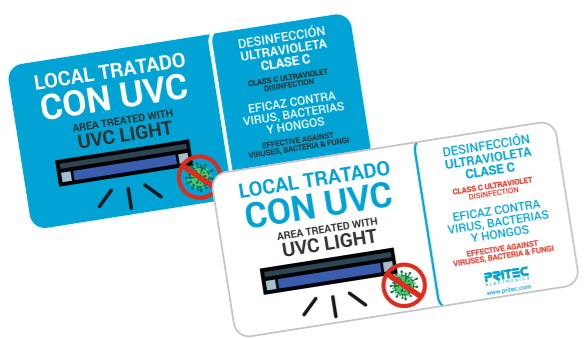 LOCAL TRATADO
CON UVC
AREA TREATED WITH
UVC LIGHT
DESINFECCIÓN
ULTRAVIOLETA
CLASE C
CLASS C ULTRAVIOLET
DISINFECTION
EFICAZ CONTRA
VIRUS, BACTERIAS
Y HONGOS
EFFECTIVE AGAINST
VIRUSES, BACTERIA & FUNGI
LOCAL TRATADO
CON UVC
AREA TREATED WITH
UVC LIGHT
DESINFECCIÓN
ULTRAVIOLETA
CLASE C
CLASS C ULTRAVIOLET
DISINFECTION
EFICAZ CONTRA
VIRUS, BACTERIAS
Y HONGOS
EFFECTIVE AGAINST
VIRUSES, BACTERIA & FUNGI
PRITEC
ELECTRONICS
www.pritec.com